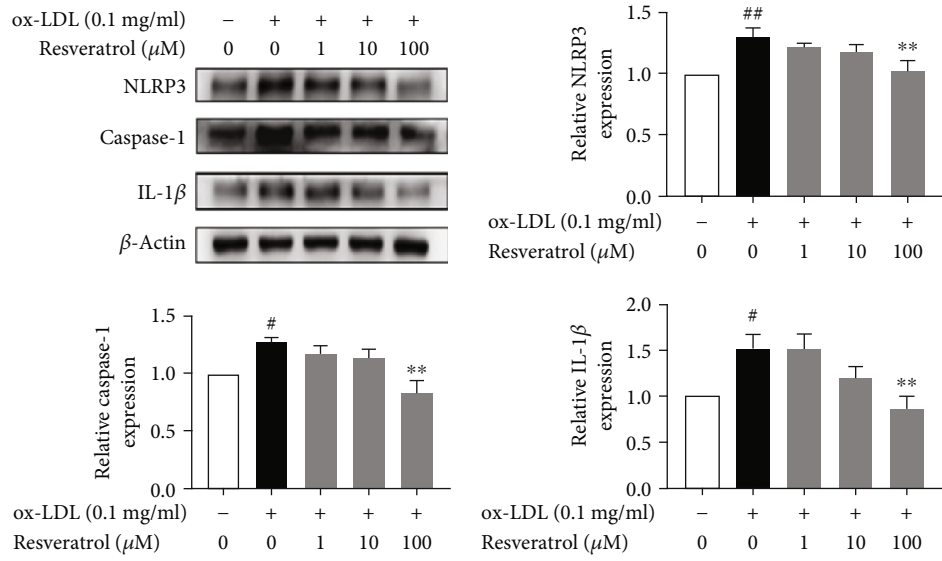 ox-LDL (0.1 mg/ml) − + + + +
Resveratrol (μM) 0 0 1 10 100
NLRP3
Caspase-1
IL-1β
β-Actin
Relative NLRP3
expression
1.5
1.0
0.5
0.0
##
**
ox-LDL (0.1 mg/ml) − + + + +
Resveratrol (μM) 0 0 1 10 100
Relative caspase-1
expression
1.5
1.0
0.5
0.0
#
**
ox-LDL (0.1 mg/ml) − + + + +
Resveratrol (μM) 0 0 1 10 100
Relative IL-1β
expression
2.0
1.5
1.0
0.5
0.0
#
**
ox-LDL (0.1 mg/ml) − + + + +
Resveratrol (μM) 0 0 1 10 100